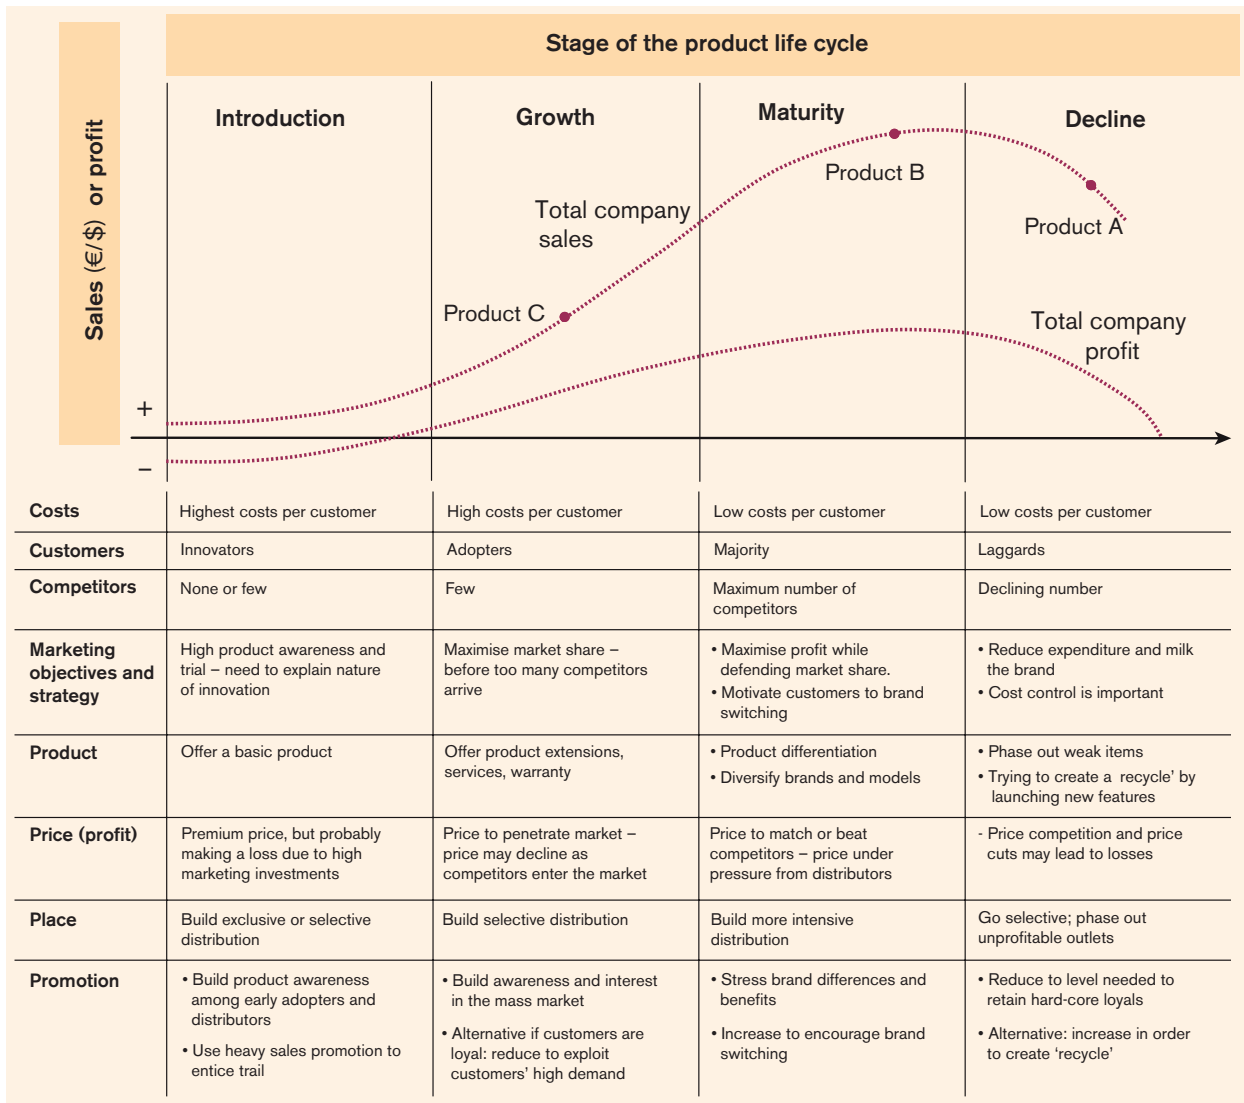 Stage of the product life cycle
Sales (€/$) or profit
Introduction
Growth
Maturity
Decline
Product B
Total company
sales
Product A
Product C
Total company
profit
+
–
Costs
Highest costs per customer
High costs per customer
Low costs per customer
Low costs per customer
Customers
Innovators
Adopters
Majority
Laggards
Competitors
None or few
Few
Maximum number of
competitors
Declining number
Marketing
objectives and
strategy
High product awareness and
trial – need to explain nature
of innovation
Maximise market share –
before too many competitors
arrive
• Maximise profit while
defending market share.
• Motivate customers to brand
switching
• Reduce expenditure and milk
the brand
• Cost control is important
Product
Offer a basic product
Offer product extensions,
services, warranty
• Product differentiation
• Diversify brands and models
• Phase out weak items
• Trying to create a recycle’ by
launching new features
Price (profit)
Premium price, but probably
making a loss due to high
marketing investments
Price to penetrate market –
price may decline as
competitors enter the market
Price to match or beat
competitors – price under
pressure from distributors
- Price competition and price
cuts may lead to losses
Place
Build exclusive or selective
distribution
Build selective distribution
Build more intensive
distribution
Go selective; phase out
unprofitable outlets
Promotion
• Build product awareness
among early adopters and
distributors
• Use heavy sales promotion to
entice trail
• Build awareness and interest
in the mass market
• Alternative if customers are
loyal: reduce to exploit
customers’ high demand
• Stress brand differences and
benefits
• Increase to encourage brand
switching
• Reduce to level needed to
retain hard-core loyals
• Alternative: increase in order
to create ‘recycle’